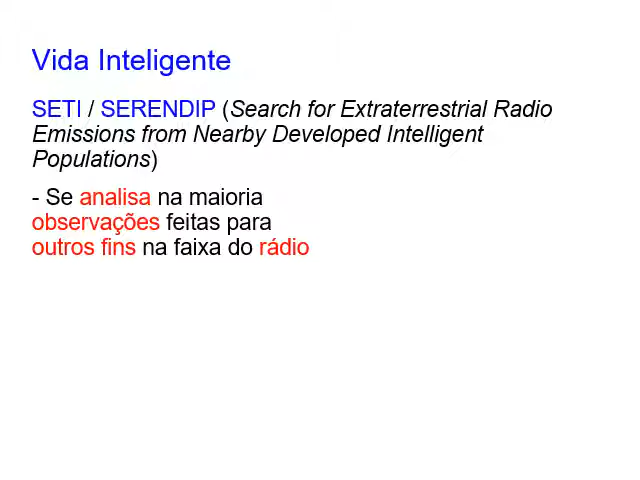 Vida Inteligente
SETI / SERENDIP (Search for Extraterrestrial Radio
Emissions from Nearby Developed Intelligent
Populations)
- Se analisa na maioria
observações feitas para
outros fins na faixa do rádio